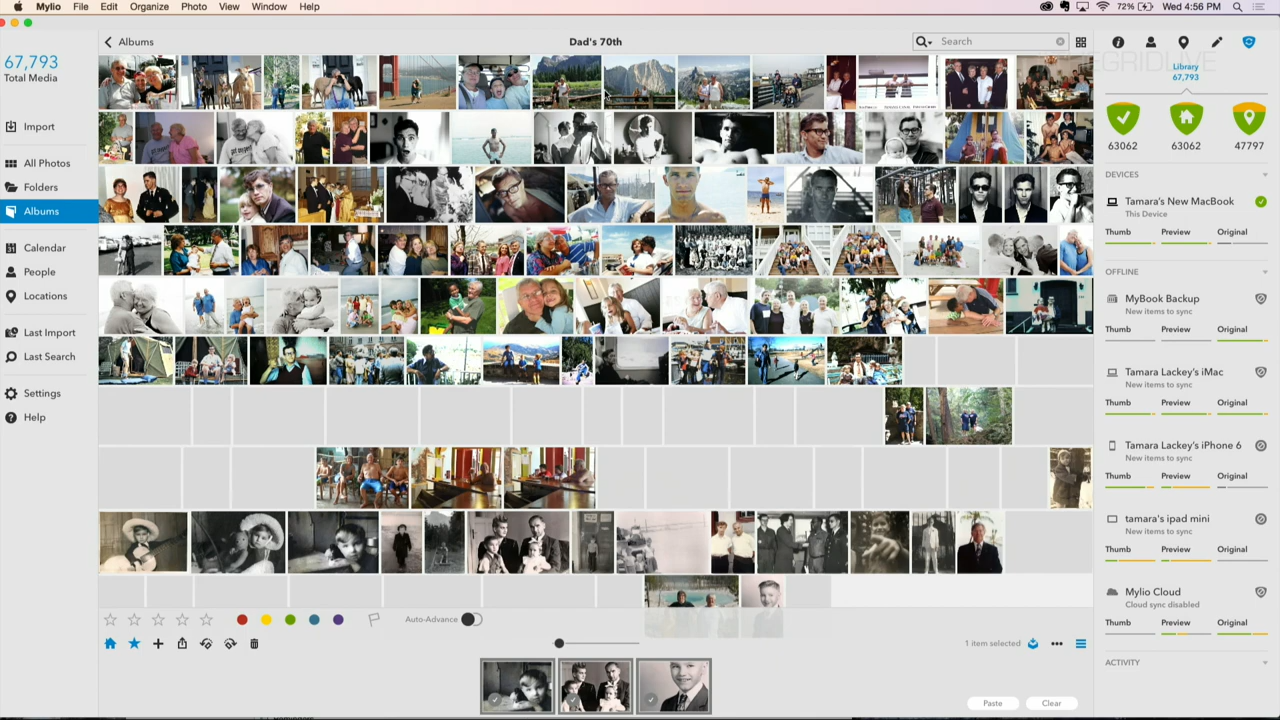 Mylio File Edit Organize Photo View Window Help
72% Wed 4:56 PM
67,793
Total Media
Import
All Photos
Folders
Albums
Calendar
People
Locations
Last Import
Last Search
Settings
Help
Albums
Dad's 70th
Search
Auto-Advance
1 item selected
Paste
Clear
Library
67,793
63062
63062
47797
DEVICES
Tamara's New MacBook
This Device
Thumb Preview Original
OFFLINE
MyBook Backup
New items to sync
Thumb Preview Original
Tamara Lackey's iMac
New items to sync
Thumb Preview Original
Tamara Lackey's iPhone 6
New items to sync
Thumb Preview Original
tamara's ipad mini
New items to sync
Thumb Preview Original
Mylio Cloud
Cloud sync disabled
Thumb Preview Original
ACTIVITY